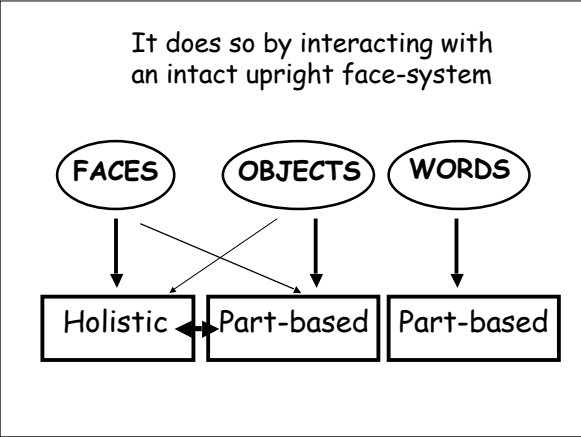 It does so by interacting with
an intact upright face-system
FACES OBJECTS WORDS
Holistic Part-based Part-based